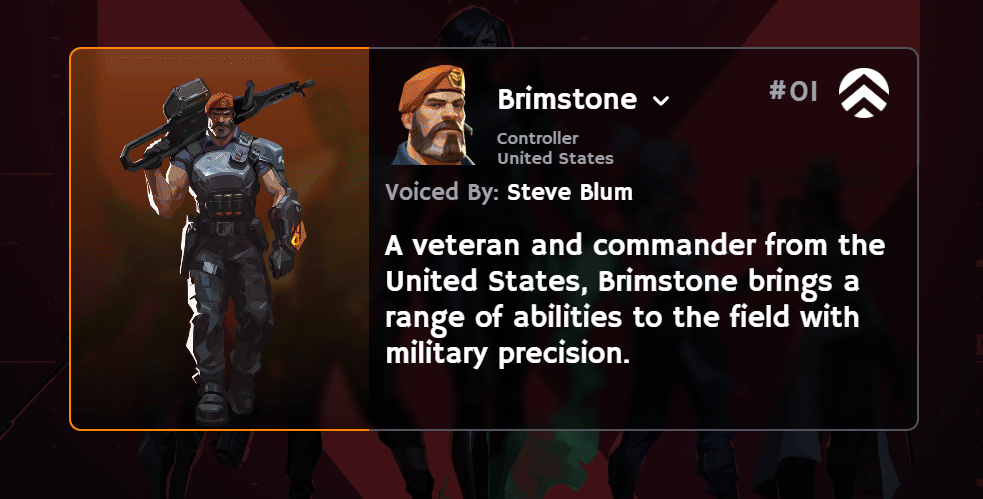 Brimstone
#01
Controller
United States
Voiced By: Steve Blum
A veteran and commander from the
United States, Brimstone brings a
range of abilities to the field with
military precision.